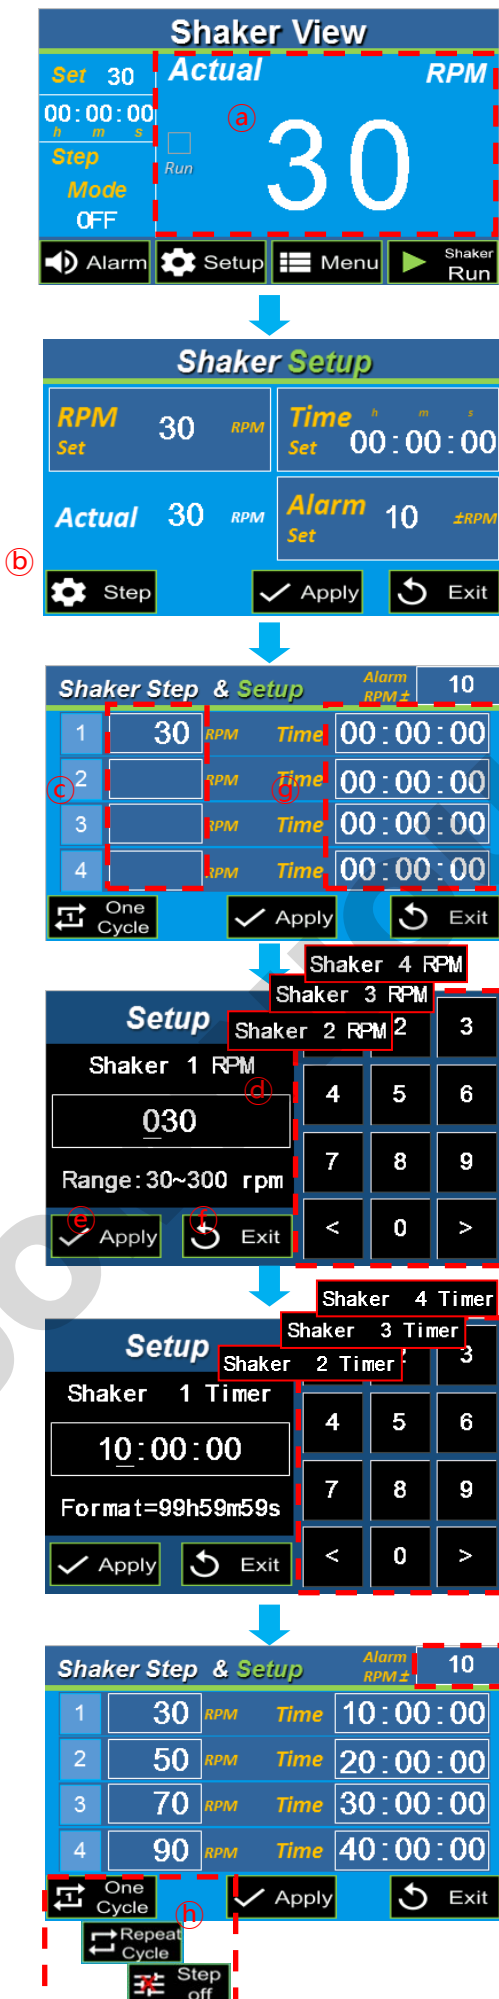 Shaker View
Set 30
Actual RPM
00:00:00
h m s
ⓐ
30
Step
Run
Mode
OFF
Alarm Setup Menu Shaker Run
Shaker Setup
RPM Set 30 RPM
Time Set h m s 00:00:00
Actual 30 RPM
Alarm Set 10 ±RPM
ⓑ
Step Apply Exit
Shaker Step & Setup Alarm RPM± 10
1 30 RPM Time 00:00:00
ⓒ ⓖ
2 RPM Time 00:00:00
3 RPM Time 00:00:00
4 RPM Time 00:00:00
1 One Cycle Apply Exit
Shaker 4 RPM
Shaker 3 RPM
Shaker 2 RPM
Setup
2 3
Shaker 1 RPM
ⓓ
030
4 5 6
Range:30~300 rpm
7 8 9
ⓔ ⓕ
Apply Exit
< 0 >
Shaker 4 Timer
Shaker 3 Timer
Shaker 2 Timer
Setup
3
Shaker 1 Timer
10:00:00
4 5 6
Format=99h59m59s
7 8 9
Apply Exit
< 0 >
Shaker Step & Setup Alarm RPM± 10
1 30 RPM Time 10:00:00
2 50 RPM Time 20:00:00
3 70 RPM Time 30:00:00
4 90 RPM Time 40:00:00
1 One Cycle Apply Exit
ⓗ
Repeat Cycle
Step off